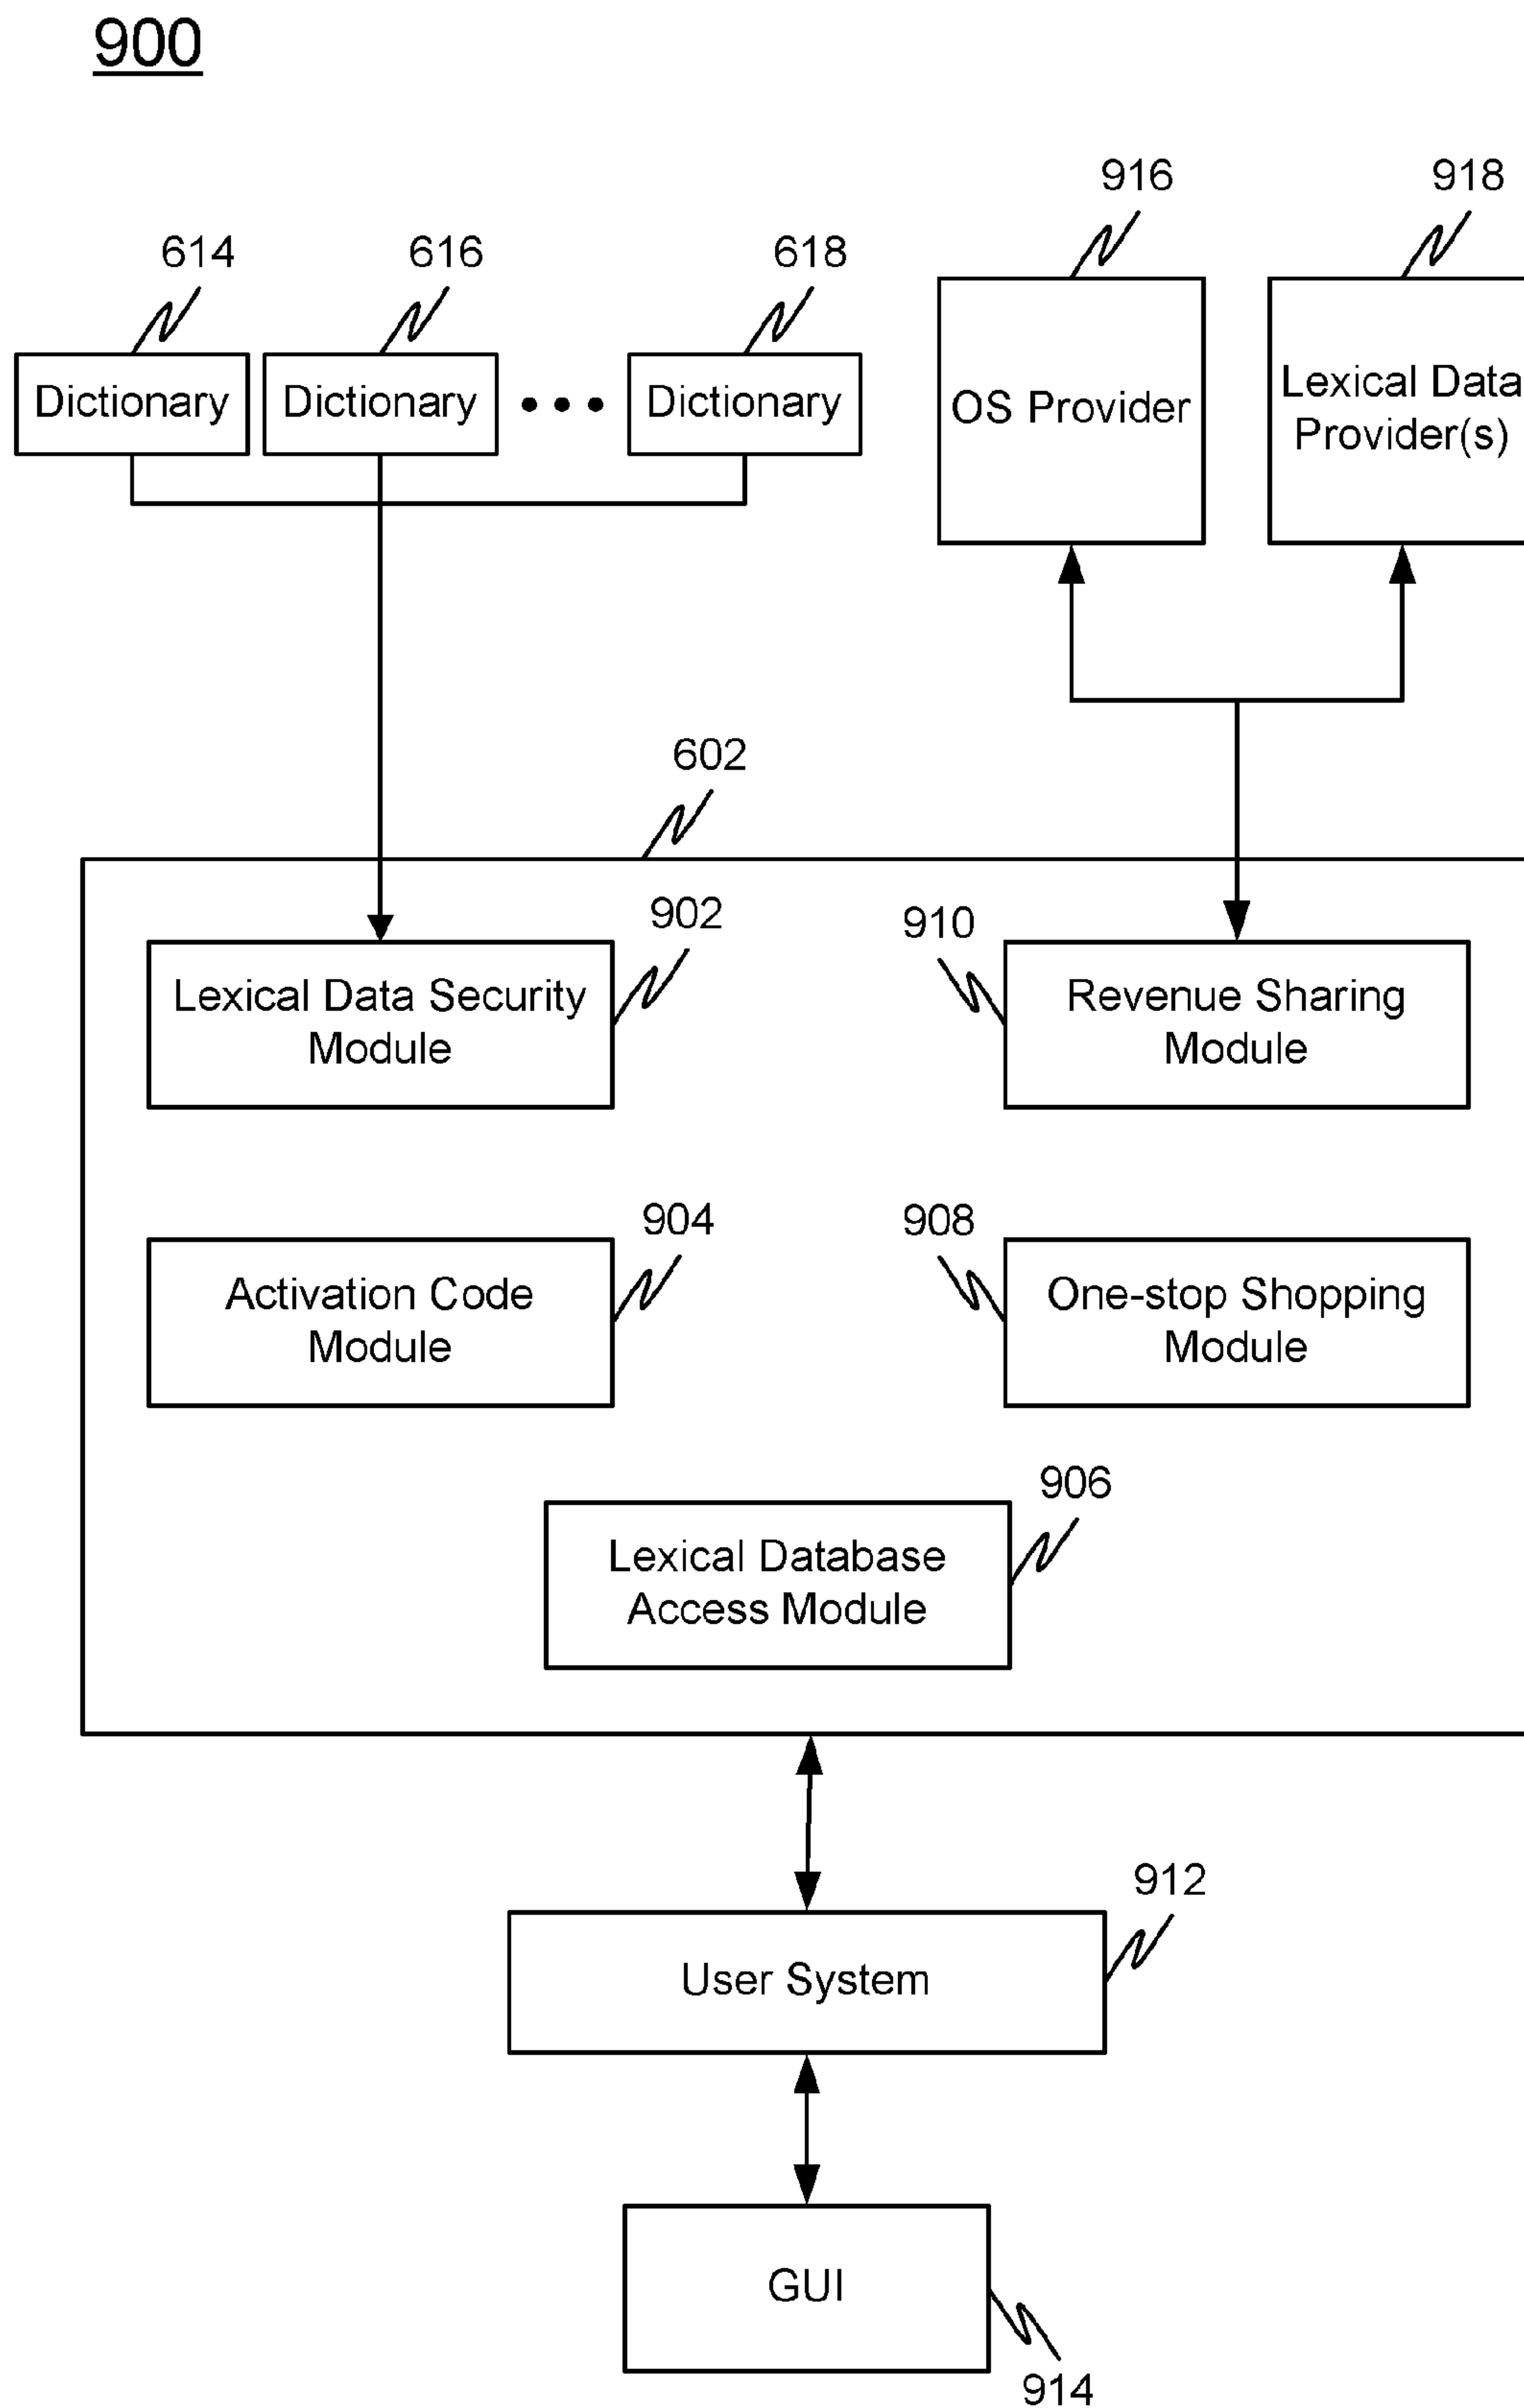 900
916
918
614
616
618
Dictionary
Dictionary
Dictionary
OS Provider
Lexical Data
Provider(s)
602
902
910
Lexical Data Security
Module
Revenue Sharing
Module
904
908
Activation Code
Module
One-stop Shopping
Module
906
Lexical Database
Access Module
912
User System
GUI
914